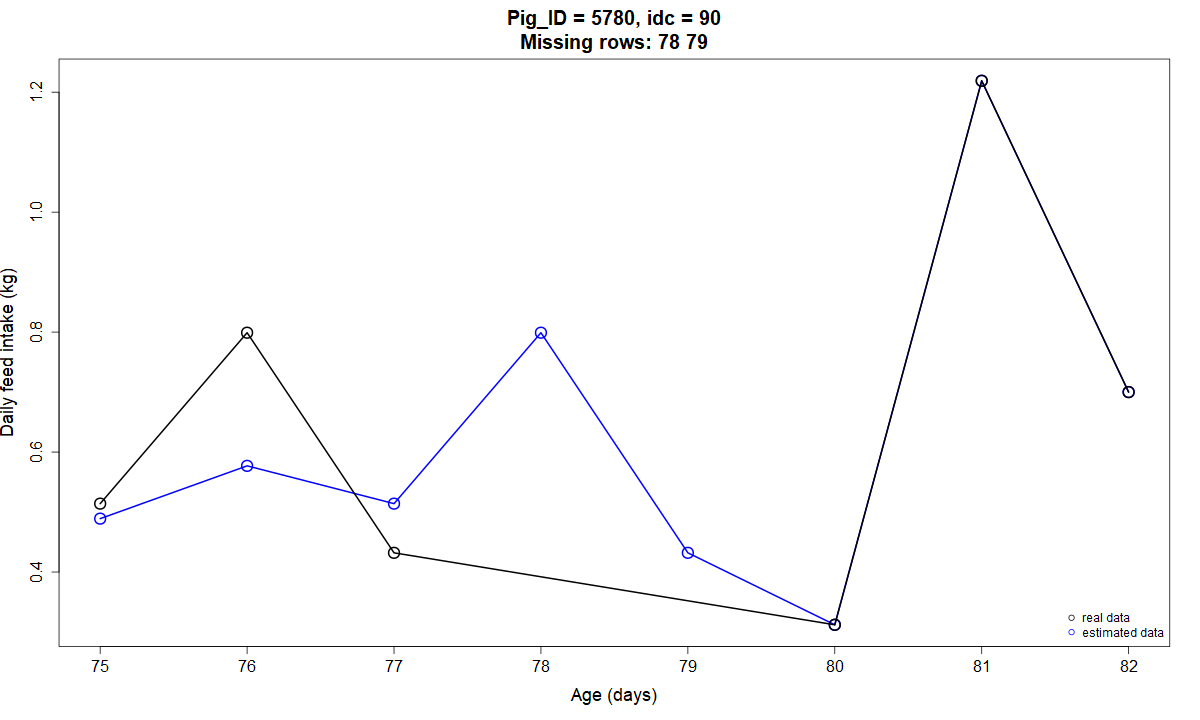 Pig_ID = 5780, idc = 90
Missing rows: 78 79
Daily feed intake (kg)
1.2
1.0
0.8
0.6
0.4
real data
estimated data
75 76 77 78 79 80 81 82
Age (days)